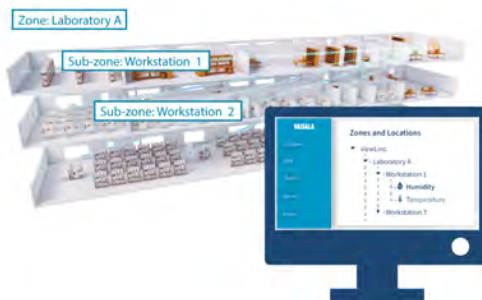 Zone: Laboratory A
Sub-zone: Workstation 1
Sub-zone: Workstation 2
VAISALA
Zones and Locations
ViewLinc
Laboratory A
Workstation 1
Humidity
Temperature
Workstation 3